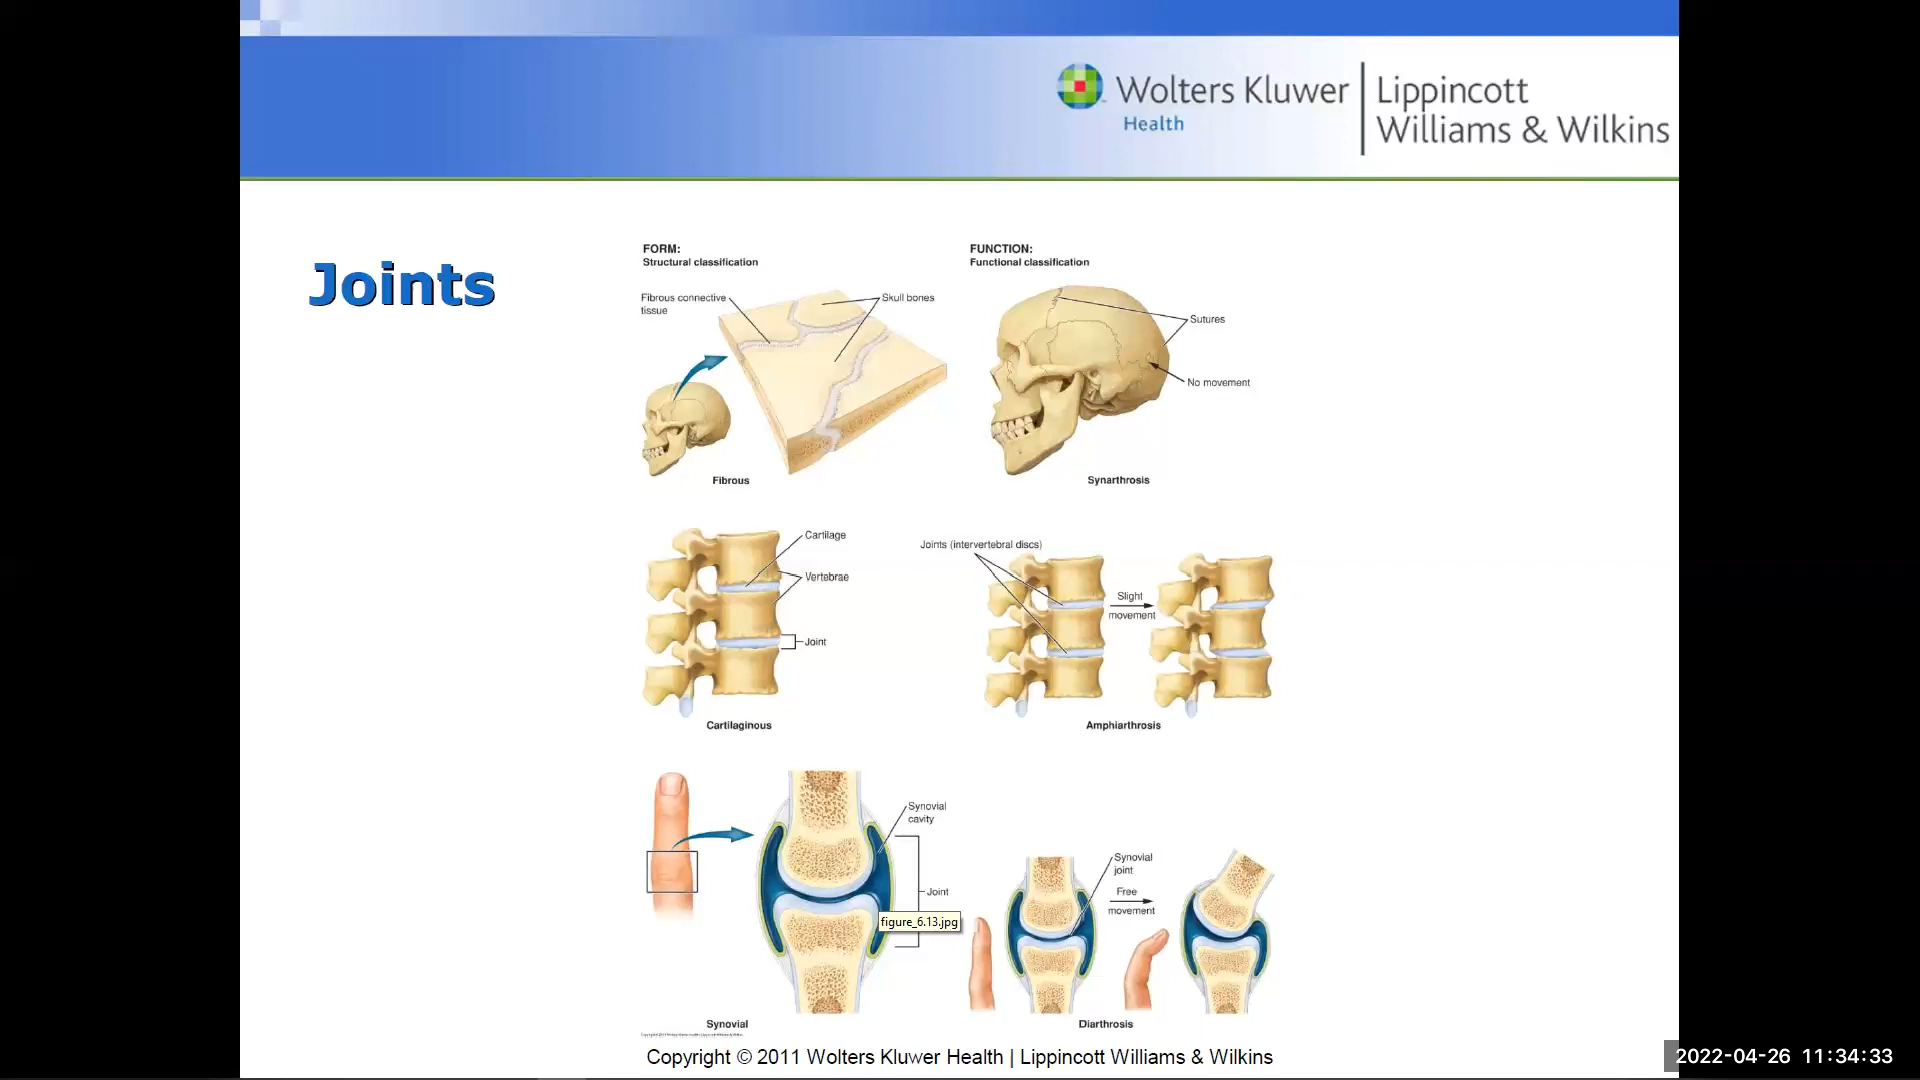 Wolters Kluwer
Health
Lippincott
Williams & Wilkins
Joints
FORM:
Structural classification
Fibrous connective
tissue
Skull bones
Fibrous
FUNCTION:
Functional classification
Sutures
No movement
Synarthrosis
Cartilage
Vertebrae
Joint
Cartilaginous
Joints (intervertebral discs)
Slight
movement
Amphiarthrosis
Synovial
cavity
Joint
figure_6.13.jpg
Synovial
Synovial
joint
Free
movement
Diarthrosis
Copyright © 2011 Wolters Kluwer Health | Lippincott Williams & Wilkins
2022-04-26 11:34:33